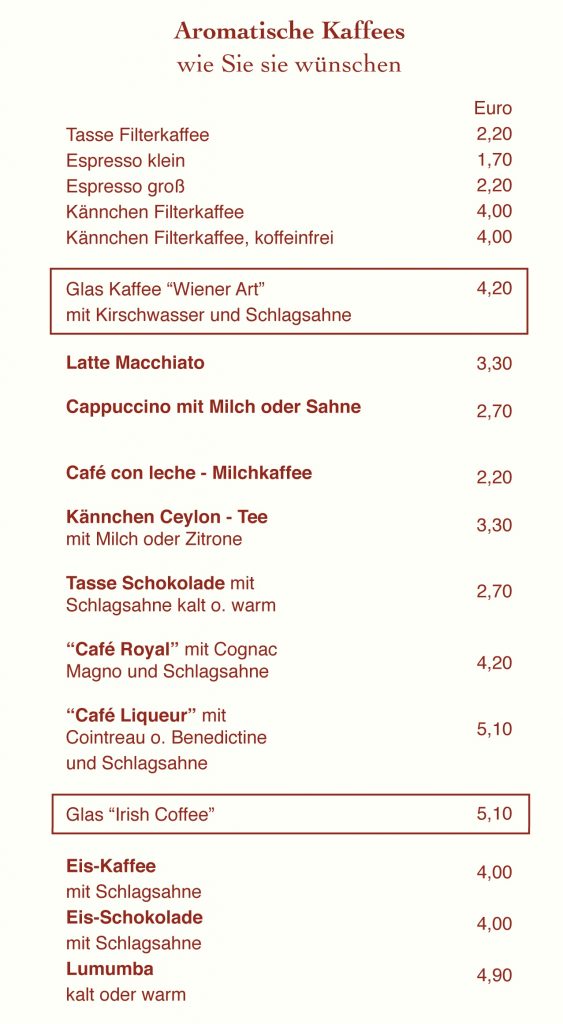 Aromatische Kaffees
wie Sie sie wünschen
Euro
Tasse Filterkaffee 2,20
Espresso klein 1,70
Espresso groß 2,20
Kännchen Filterkaffee 4,00
Kännchen Filterkaffee, koffeinfrei 4,00
Glas Kaffee “Wiener Art” 4,20
mit Kirschwasser und Schlagsahne
Latte Macchiato 3,30
Cappuccino mit Milch oder Sahne 2,70
Café con leche - Milchkaffee 2,20
Kännchen Ceylon - Tee 3,30
mit Milch oder Zitrone
Tasse Schokolade mit 2,70
Schlagsahne kalt o. warm
“Café Royal” mit Cognac 4,20
Magno und Schlagsahne
“Café Liqueur” mit 5,10
Cointreau o. Benedictine
und Schlagsahne
Glas “Irish Coffee” 5,10
Eis-Kaffee 4,00
mit Schlagsahne
Eis-Schokolade 4,00
mit Schlagsahne
Lumumba 4,90
kalt oder warm